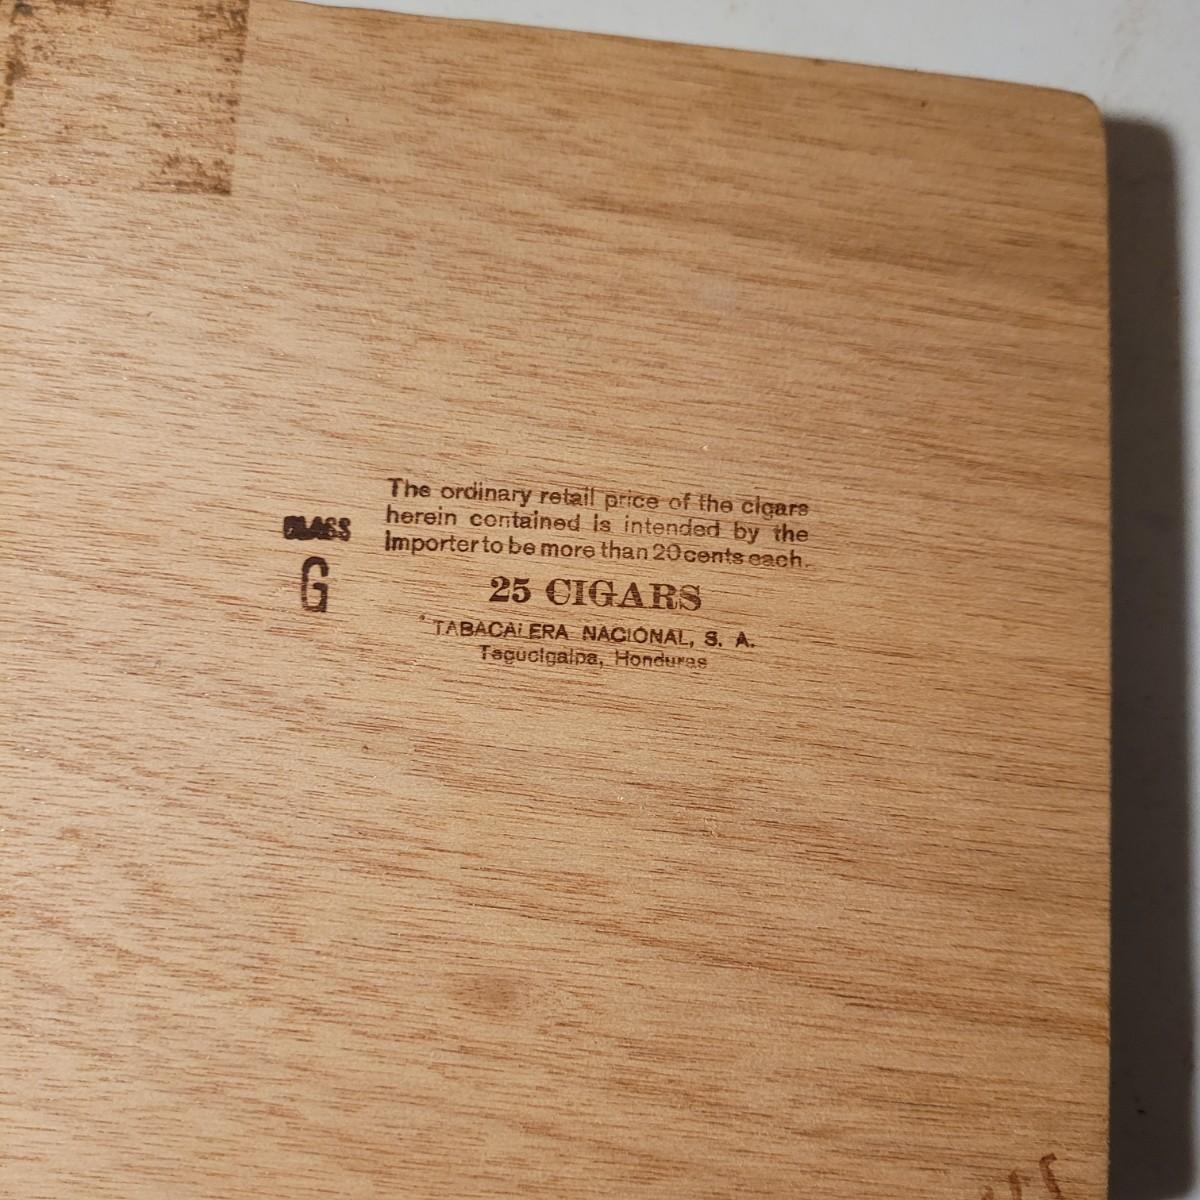 The ordinary retail price of the cigars
herein contained is intended by the
Importer to be more than 20 cents each.
CLASS
G
25 CIGARS
TABACALERA NACIONAL, S. A.
Tegucigalpa, Honduras